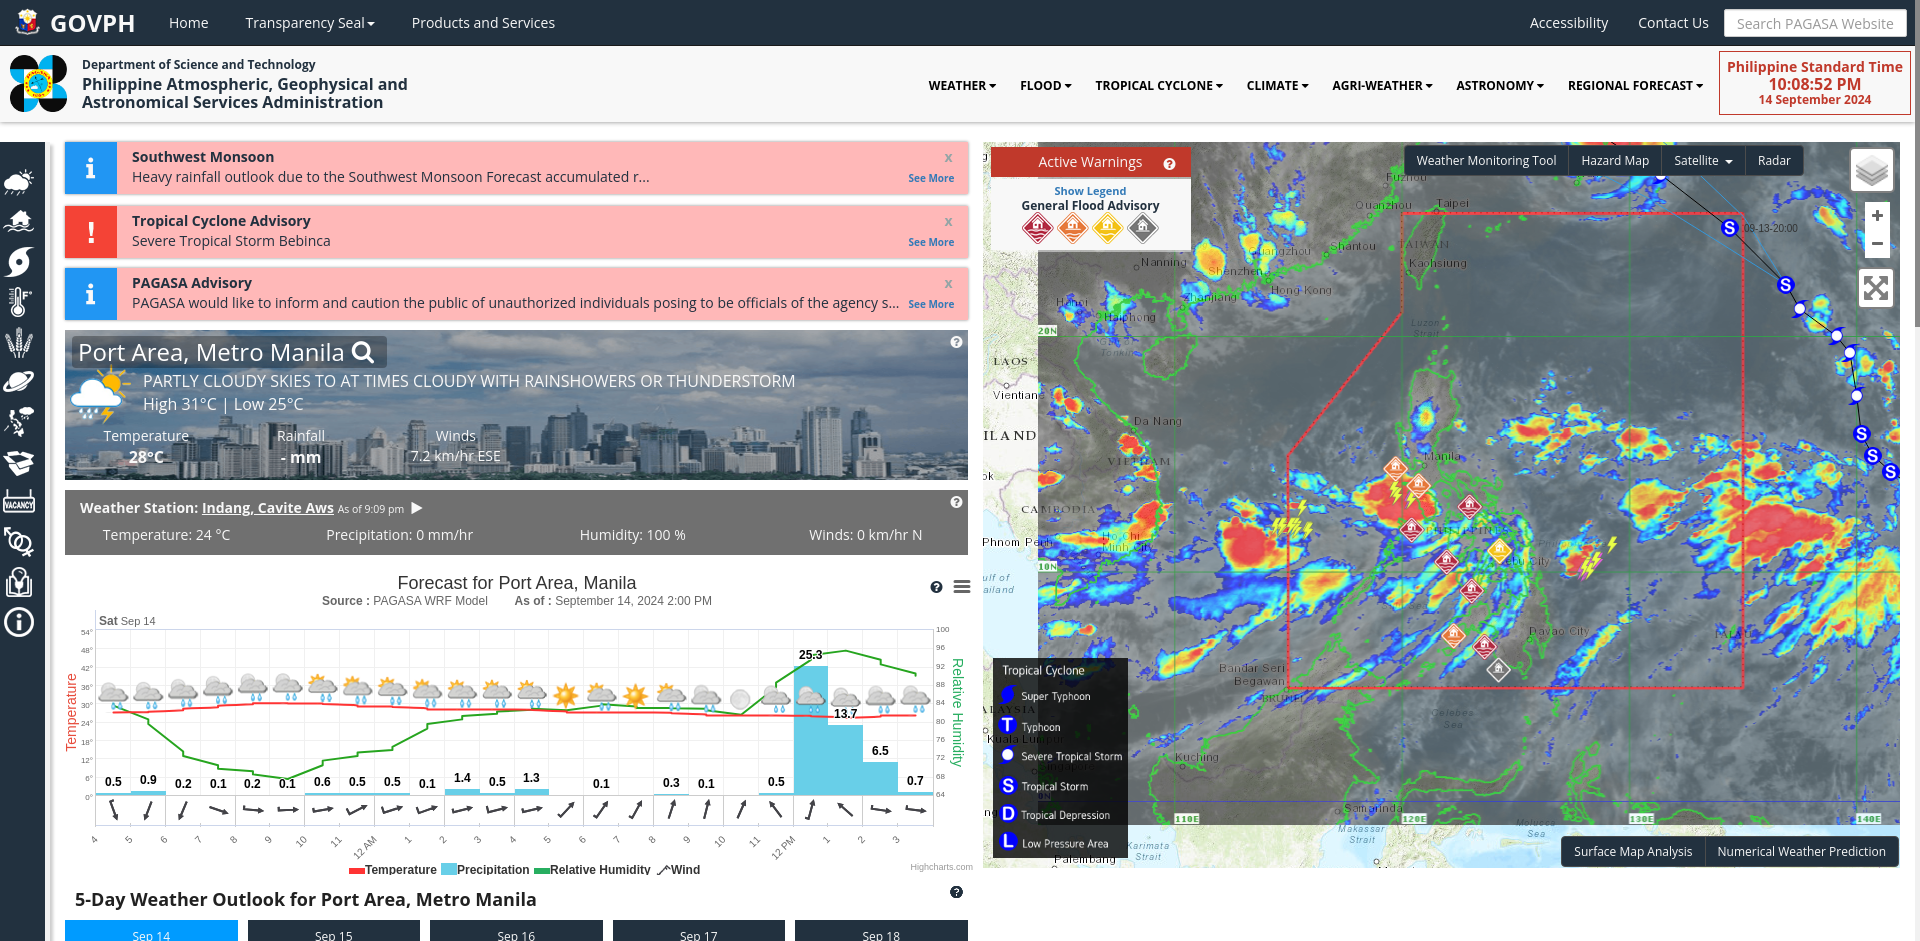 GOVPH
Home
Transparency Seal
Products and Services
Accessibility
Contact Us
Search PAGASA Website
Department of Science and Technology
Philippine Atmospheric, Geophysical and
Astronomical Services Administration
WEATHER
FLOOD
TROPICAL CYCLONE
CLIMATE
AGRI-WEATHER
ASTRONOMY
REGIONAL FORECAST
Philippine Standard Time
10:08:52 PM
14 September 2024
Southwest Monsoon
x
Heavy rainfall outlook due to the Southwest Monsoon Forecast accumulated r...
See More
Tropical Cyclone Advisory
x
Severe Tropical Storm Bebinca
See More
PAGASA Advisory
x
PAGASA would like to inform and caution the public of unauthorized individuals posing to be officials of the agency s...
See More
Port Area, Metro Manila
PARTLY CLOUDY SKIES TO AT TIMES CLOUDY WITH RAINSHOWERS OR THUNDERSTORM
High 31°C | Low 25°C
Temperature
Rainfall
Winds
28°C
- mm
7.2 km/hr ESE
Weather Station: Indang, Cavite Aws As of 9:09 pm
Temperature: 24 °C
Precipitation: 0 mm/hr
Humidity: 100 %
Winds: 0 km/hr N
Forecast for Port Area, Manila
Source : PAGASA WRF Model As of : September 14, 2024 2:00 PM
Sat Sep 14
Temperature
54°
48°
42°
36°
30°
24°
18°
12°
6°
0°
0.5
0.9
0.2
0.1
0.2
0.1
0.6
0.5
0.5
0.1
1.4
0.5
1.3
0.1
0.3
0.1
0.5
25.3
13.7
6.5
0.7
100
96
92
88
84
80
76
72
68
64
Relative Humidity
4
5
6
7
8
9
10
11
12 AM
1
2
3
4
5
6
7
8
9
10
11
12 PM
1
2
3
Temperature
Precipitation
Relative Humidity
Wind
Highcharts.com
5-Day Weather Outlook for Port Area, Metro Manila
Sep 14
Sep 15
Sep 16
Sep 17
Sep 18
VACANCY
Active Warnings
Show Legend
General Flood Advisory
Weather Monitoring Tool
Hazard Map
Satellite
Radar
+
−
Fuzhou
Quanzhou
Taipei
09-13-20:00
Shantou
TAIWAN
Kaohsiung
Guangzhou
Nanning
Shenzhen
Zhanjiang
Hong Kong
Hanoi
Haiphong
20N
Gulf of
Tonkin
Luzon
Strait
LAOS
Vientian
Da Nang
ILAND
VIETNAM
Manila
ok
CAMBODIA
PHILIPPINES
Phnom Penh
Ho Chi
Minh City
ebu City
10N
ulf of
ailand
Davao City
PALAU
Bandar Seri
Begawan
BRUNEI
ALAYSIA
Kuala Lumpur
Celebes
Sea
Kuching
Samarinda
110E
120E
130E
140E
Makassar
Strait
Molucca
Sea
Karimata
Strait
Palembang
Tropical Cyclone
Super Typhoon
T Typhoon
Severe Tropical Storm
S Tropical Storm
D Tropical Depression
L Low Pressure Area
Surface Map Analysis
Numerical Weather Prediction